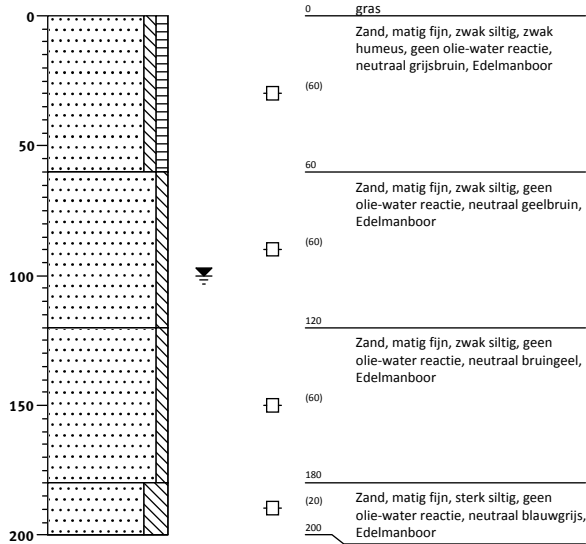 0
50
100
150
200
0 gras
Zand, matig fijn, zwak siltig, zwak
humeus, geen olie-water reactie,
neutraal grijsbruin, Edelmanboor
(60)
60
Zand, matig fijn, zwak siltig, geen
olie-water reactie, neutraal geelbruin,
Edelmanboor
(60)
120
Zand, matig fijn, zwak siltig, geen
olie-water reactie, neutraal bruingeel,
Edelmanboor
(60)
180
(20) Zand, matig fijn, sterk siltig, geen
olie-water reactie, neutraal blauwgrijs,
200 Edelmanboor